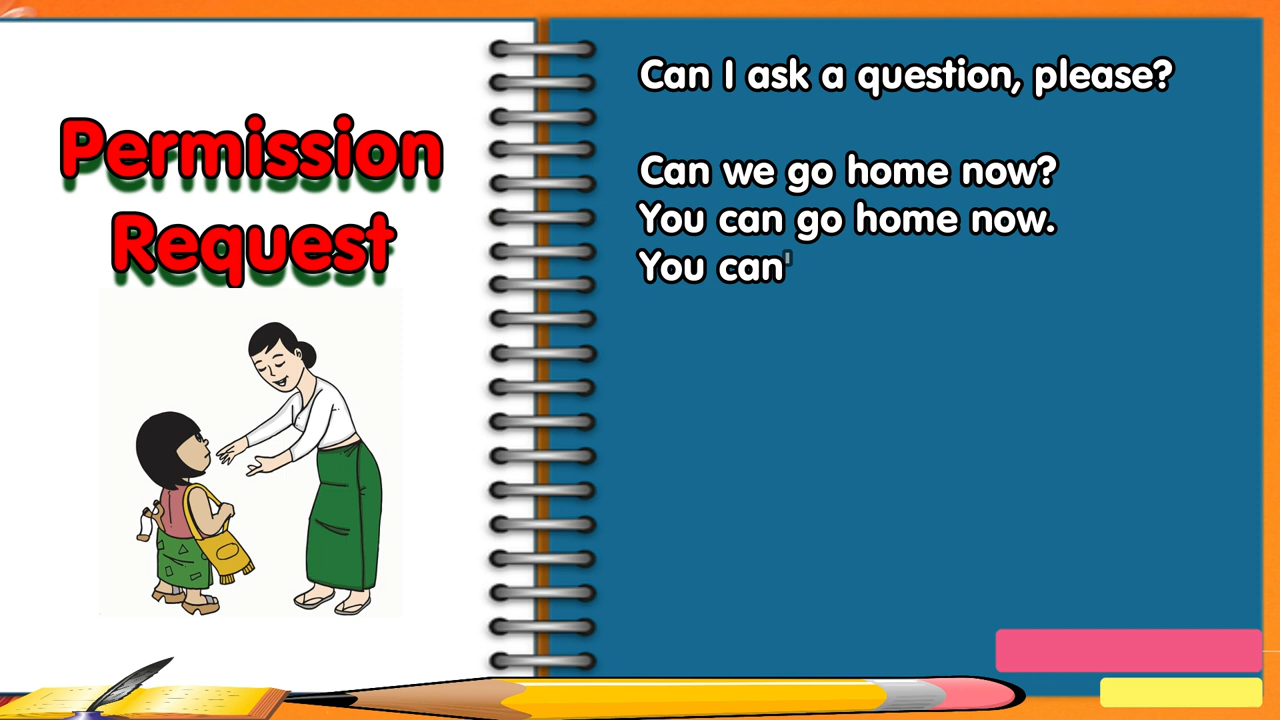 Permission
Request
Can I ask a question, please?
Can we go home now?
You can go home now.
You can'